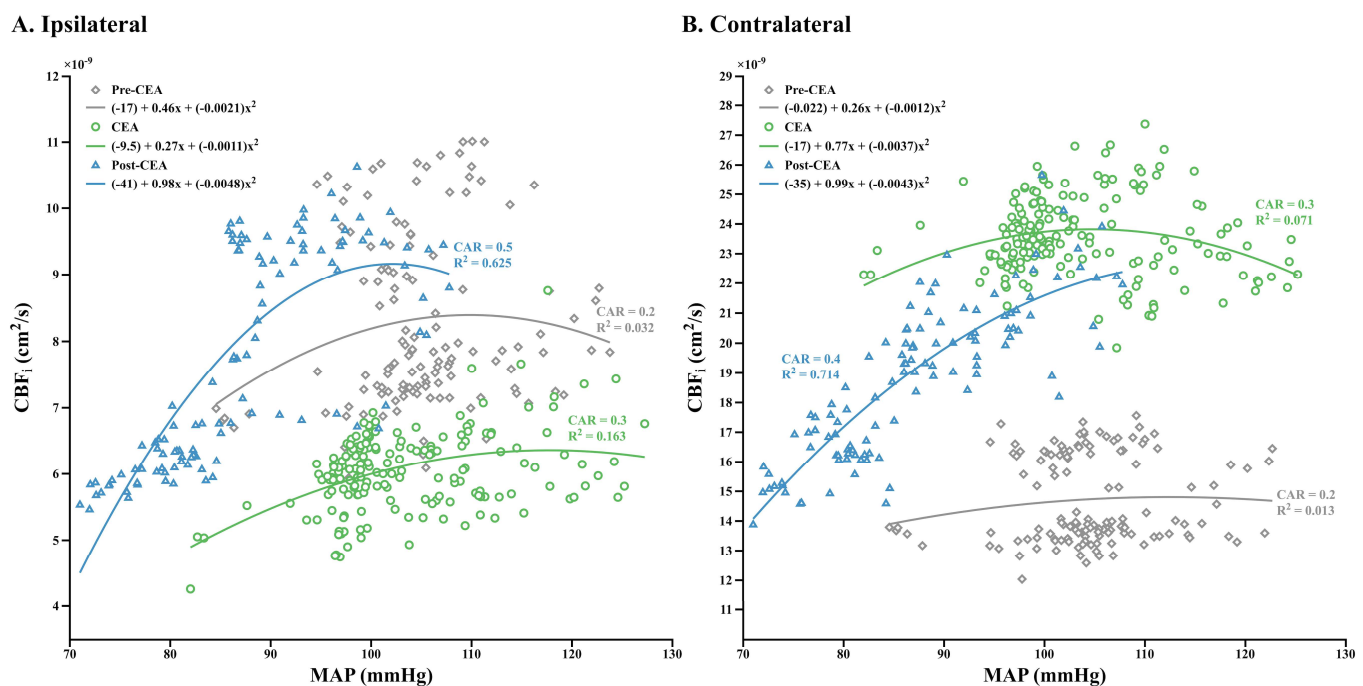 A. Ipsilateral
×10⁻⁹
12
11
10
9
8
7
6
5
4
CBFᵢ (cm²/s)
Pre-CEA
(-17) + 0.46x + (-0.0021)x²
CEA
(-9.5) + 0.27x + (-0.0011)x²
Post-CEA
(-41) + 0.98x + (-0.0048)x²
CAR = 0.5
R² = 0.625
CAR = 0.2
R² = 0.032
CAR = 0.3
R² = 0.163
70 80 90 100 110 120 130
MAP (mmHg)
B. Contralateral
×10⁻⁹
29
28
27
26
25
24
23
22
21
20
19
18
17
16
15
14
13
12
11
10
CBFᵢ (cm²/s)
Pre-CEA
(-0.022) + 0.26x + (-0.0012)x²
CEA
(-17) + 0.77x + (-0.0037)x²
Post-CEA
(-35) + 0.99x + (-0.0043)x²
CAR = 0.3
R² = 0.071
CAR = 0.4
R² = 0.714
CAR = 0.2
R² = 0.013
70 80 90 100 110 120 130
MAP (mmHg)